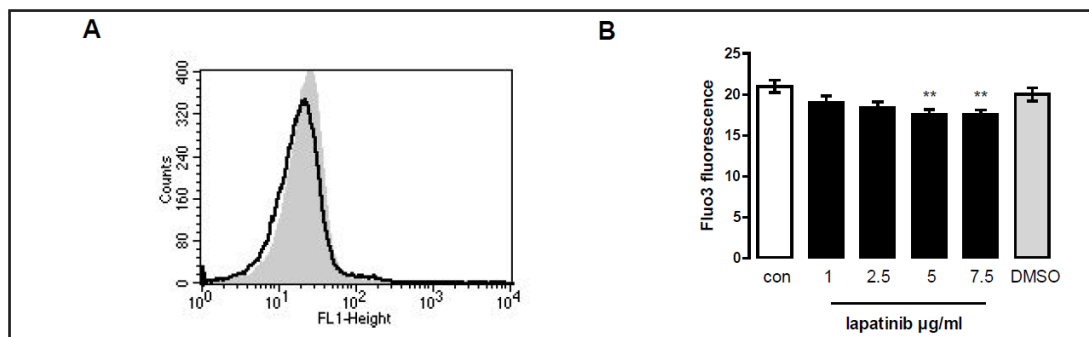 A
400
320
240
160
80
0
Counts
10^0 10^1 10^2 10^3 10^4
FL1-Height
B
25
20
15
10
5
0
Fluo3 fluorescence
** **
con 1 2.5 5 7.5 DMSO
lapatinib µg/ml